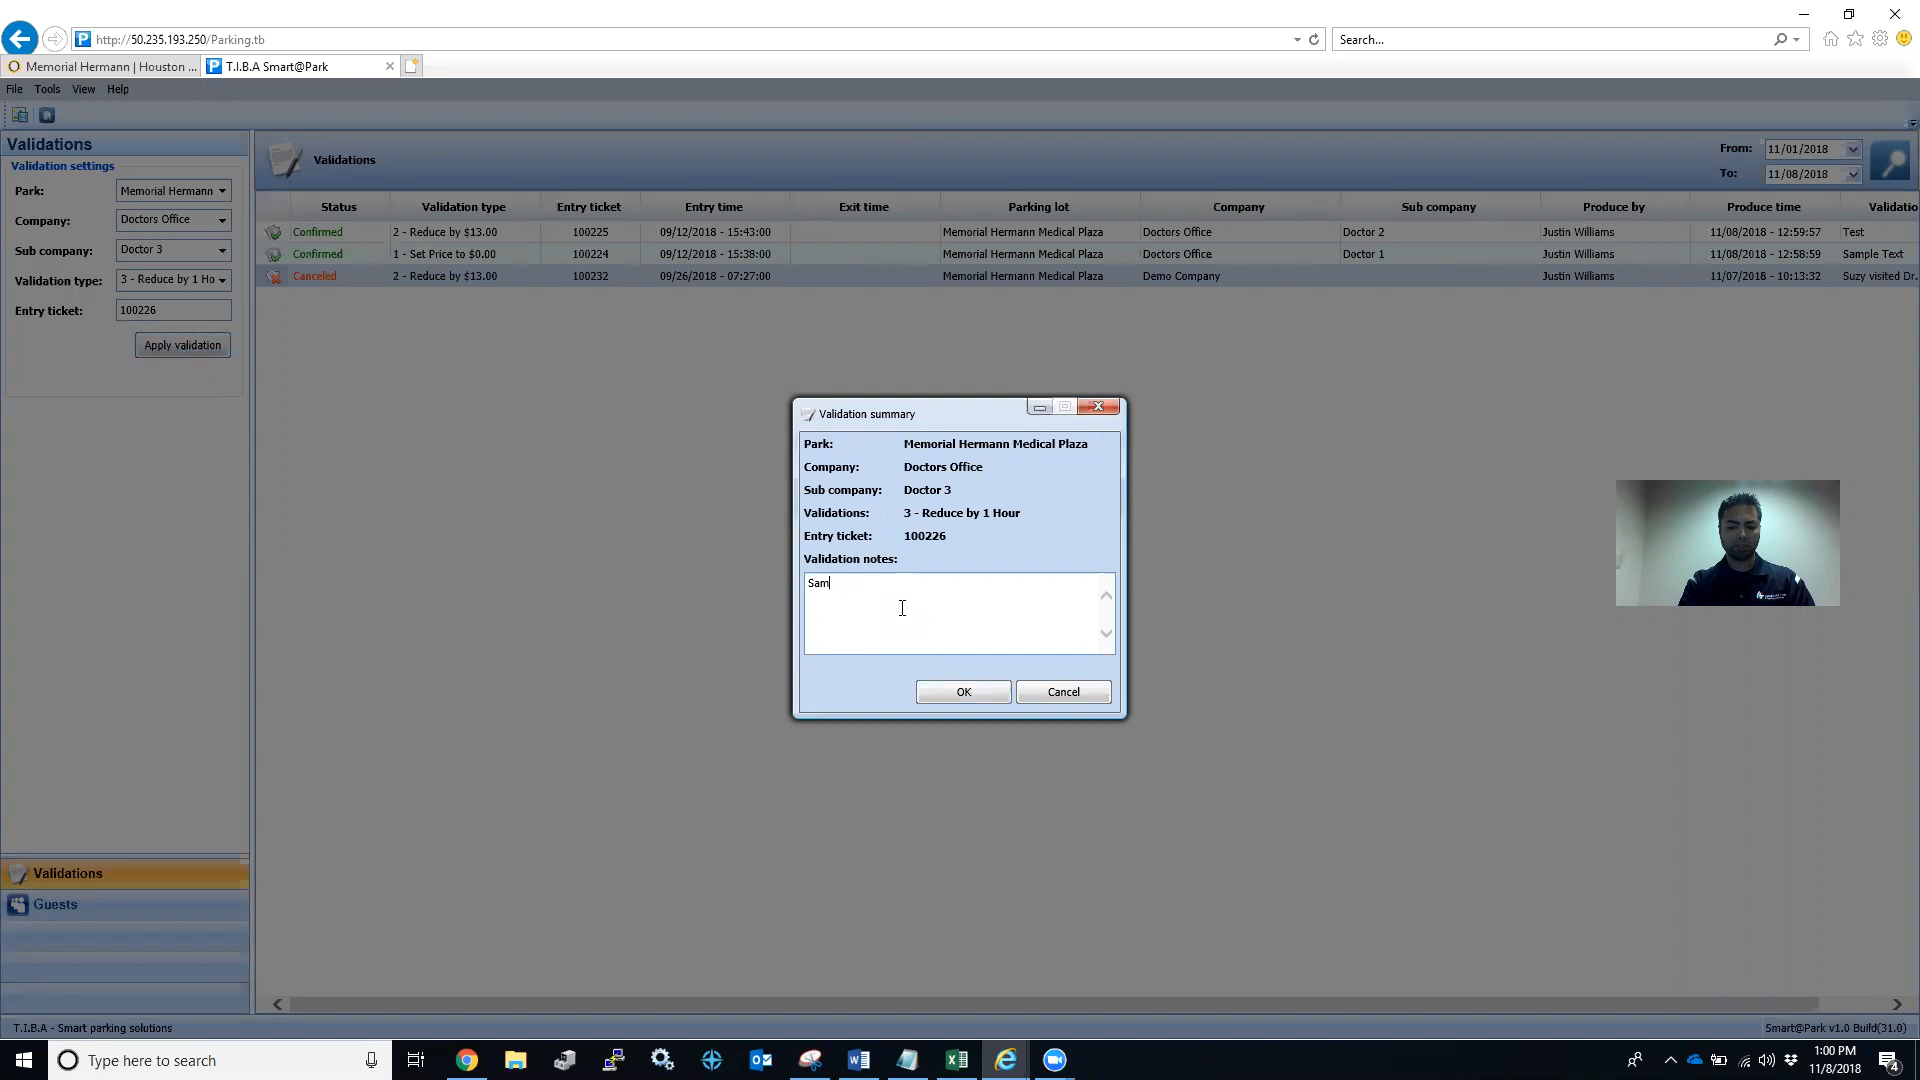 http://50.235.193.250/Parking.tb
Search...
Memorial Hermann | Houston ...
T.I.B.A Smart@Park
File Tools View Help
Validations
Validation settings
Park: Memorial Hermann
Company: Doctors Office
Sub company: Doctor 3
Validation type: 3 - Reduce by 1 Ho
Entry ticket: 100226
Apply validation
Validations
From: 11/01/2018
To: 11/08/2018
Status Validation type Entry ticket Entry time Exit time Parking lot Company Sub company Produce by Produce time Validatio
Confirmed 2 - Reduce by $13.00 100225 09/12/2018 - 15:43:00 Memorial Hermann Medical Plaza Doctors Office Doctor 2 Justin Williams 11/08/2018 - 12:59:57 Test
Confirmed 1 - Set Price to $0.00 100224 09/12/2018 - 15:38:00 Memorial Hermann Medical Plaza Doctors Office Doctor 1 Justin Williams 11/08/2018 - 12:58:59 Sample Text
Canceled 2 - Reduce by $13.00 100232 09/26/2018 - 07:27:00 Memorial Hermann Medical Plaza Demo Company Justin Williams 11/07/2018 - 10:13:32 Suzy visited Dr.
Validation summary
Park: Memorial Hermann Medical Plaza
Company: Doctors Office
Sub company: Doctor 3
Validations: 3 - Reduce by 1 Hour
Entry ticket: 100226
Validation notes:
Sam
OK Cancel
Validations
Guests
T.I.B.A - Smart parking solutions
Smart@Park v1.0 Build(31.0)
Type here to search
1:00 PM
11/8/2018
4